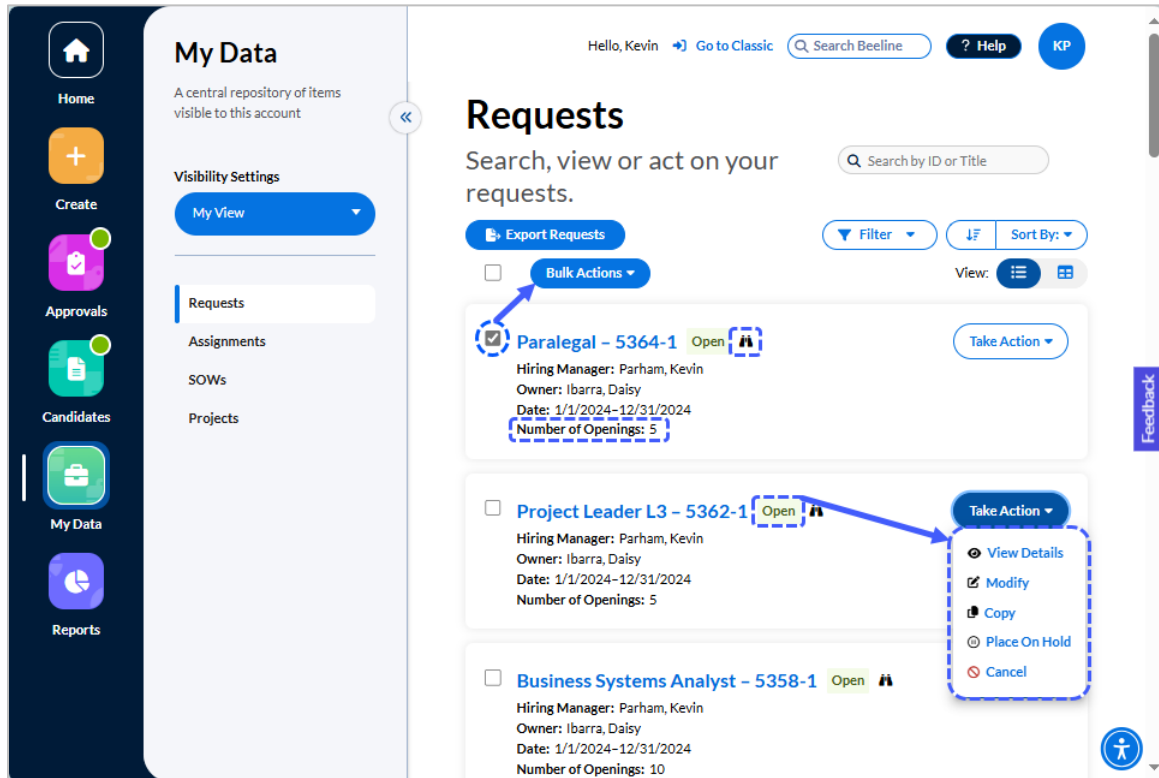 Home
Create
Approvals
Candidates
My Data
Reports
My Data
A central repository of items
visible to this account
Visibility Settings
My View
Requests
Assignments
SOWs
Projects
Hello, Kevin Go to Classic Search Beeline ? Help KP
Requests
Search, view or act on your
requests.
Search by ID or Title
Export Requests Filter Sort By:
Bulk Actions View:
Paralegal – 5364-1 Open Take Action
Hiring Manager: Parham, Kevin
Owner: Ibarra, Daisy
Date: 1/1/2024–12/31/2024
Number of Openings: 5
Project Leader L3 – 5362-1 Open Take Action
Hiring Manager: Parham, Kevin
Owner: Ibarra, Daisy
Date: 1/1/2024–12/31/2024
Number of Openings: 5
View Details
Modify
Copy
Place On Hold
Cancel
Business Systems Analyst – 5358-1 Open
Hiring Manager: Parham, Kevin
Owner: Ibarra, Daisy
Date: 1/1/2024–12/31/2024
Number of Openings: 10
Feedback